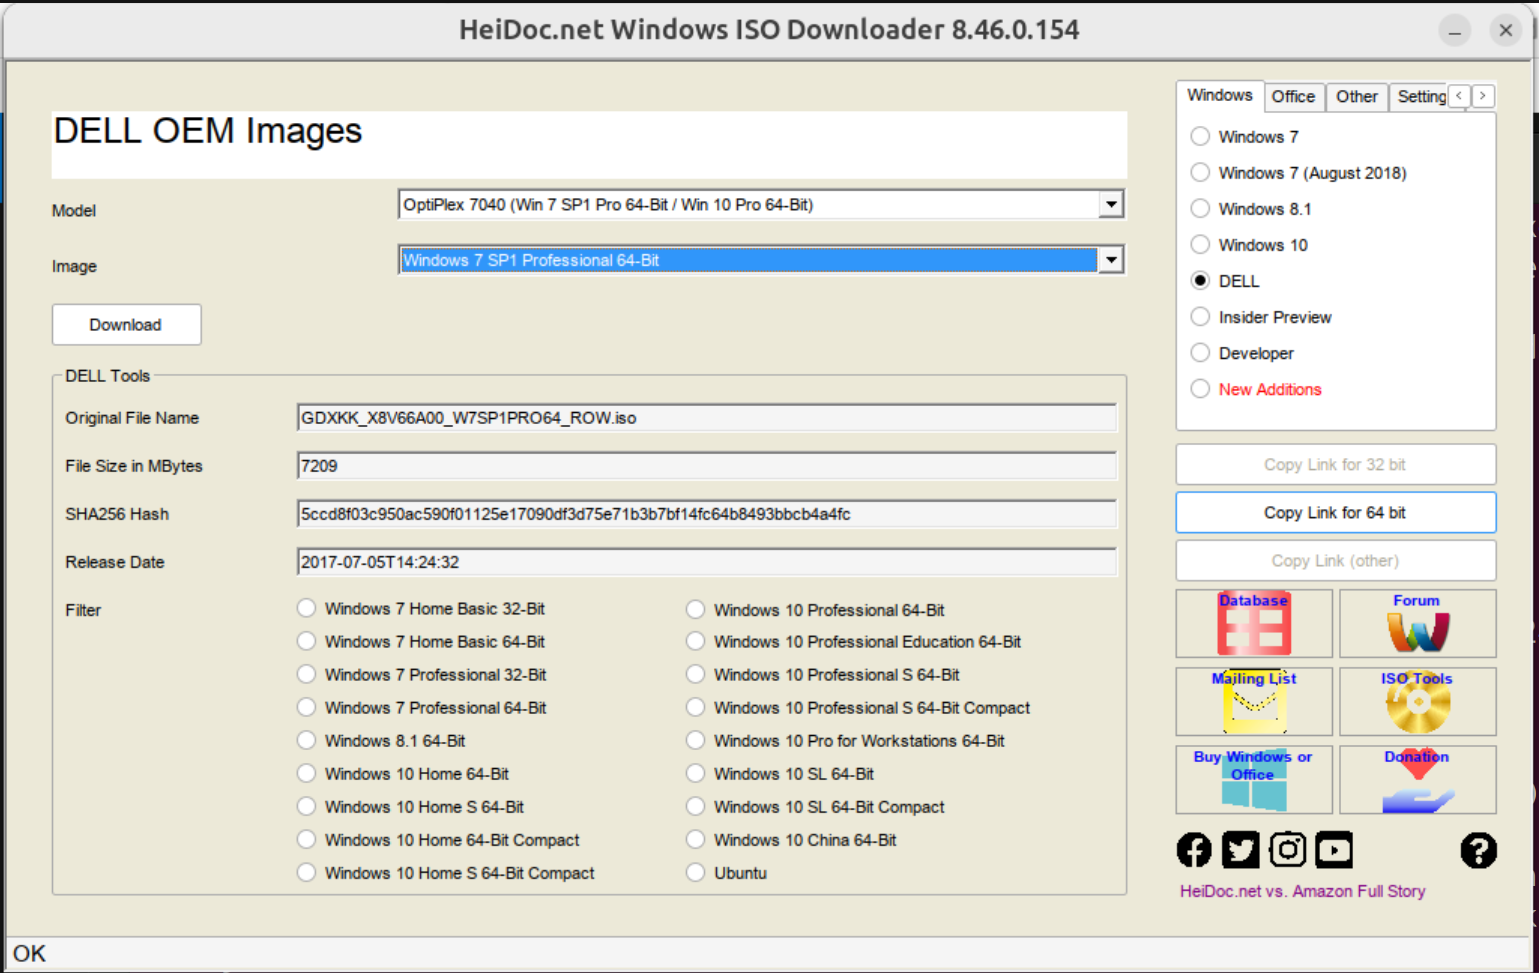 HeiDoc.net Windows ISO Downloader 8.46.0.154
DELL OEM Images
Model
OptiPlex 7040 (Win 7 SP1 Pro 64-Bit / Win 10 Pro 64-Bit)
Image
Windows 7 SP1 Professional 64-Bit
Download
DELL Tools
Original File Name
GDXKK_X8V66A00_W7SP1PRO64_ROW.iso
File Size in MBytes
7209
SHA256 Hash
5ccd8f03c950ac590f01125e17090df3d75e71b3b7bf14fc64b8493bbcb4a4fc
Release Date
2017-07-05T14:24:32
Filter
Windows 7 Home Basic 32-Bit
Windows 7 Home Basic 64-Bit
Windows 7 Professional 32-Bit
Windows 7 Professional 64-Bit
Windows 8.1 64-Bit
Windows 10 Home 64-Bit
Windows 10 Home S 64-Bit
Windows 10 Home 64-Bit Compact
Windows 10 Home S 64-Bit Compact
Windows 10 Professional 64-Bit
Windows 10 Professional Education 64-Bit
Windows 10 Professional S 64-Bit
Windows 10 Professional S 64-Bit Compact
Windows 10 Pro for Workstations 64-Bit
Windows 10 SL 64-Bit
Windows 10 SL 64-Bit Compact
Windows 10 China 64-Bit
Ubuntu
Windows Office Other Setting
Windows 7
Windows 7 (August 2018)
Windows 8.1
Windows 10
DELL
Insider Preview
Developer
New Additions
Copy Link for 32 bit
Copy Link for 64 bit
Copy Link (other)
Database
Forum
Mailing List
ISO Tools
Buy Windows or
Office
Donation
HeiDoc.net vs. Amazon Full Story
OK